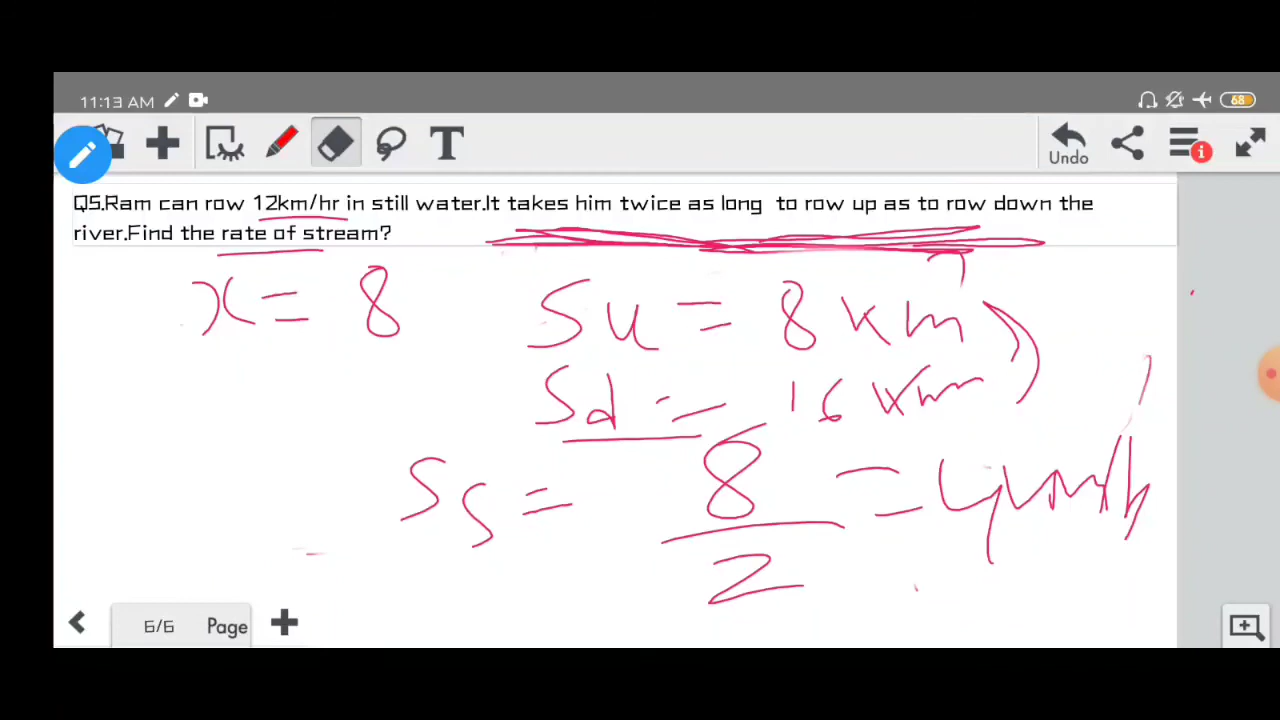 11:13 AM
68
T
Undo
Q5.Ram can row 12km/hr in still water.It takes him twice as long to row up as to row down the
river.Find the rate of stream?
x = 8
Su = 8 km
Sd = 16 km
Ss = 8/2 = 4 km/h
6/6 Page